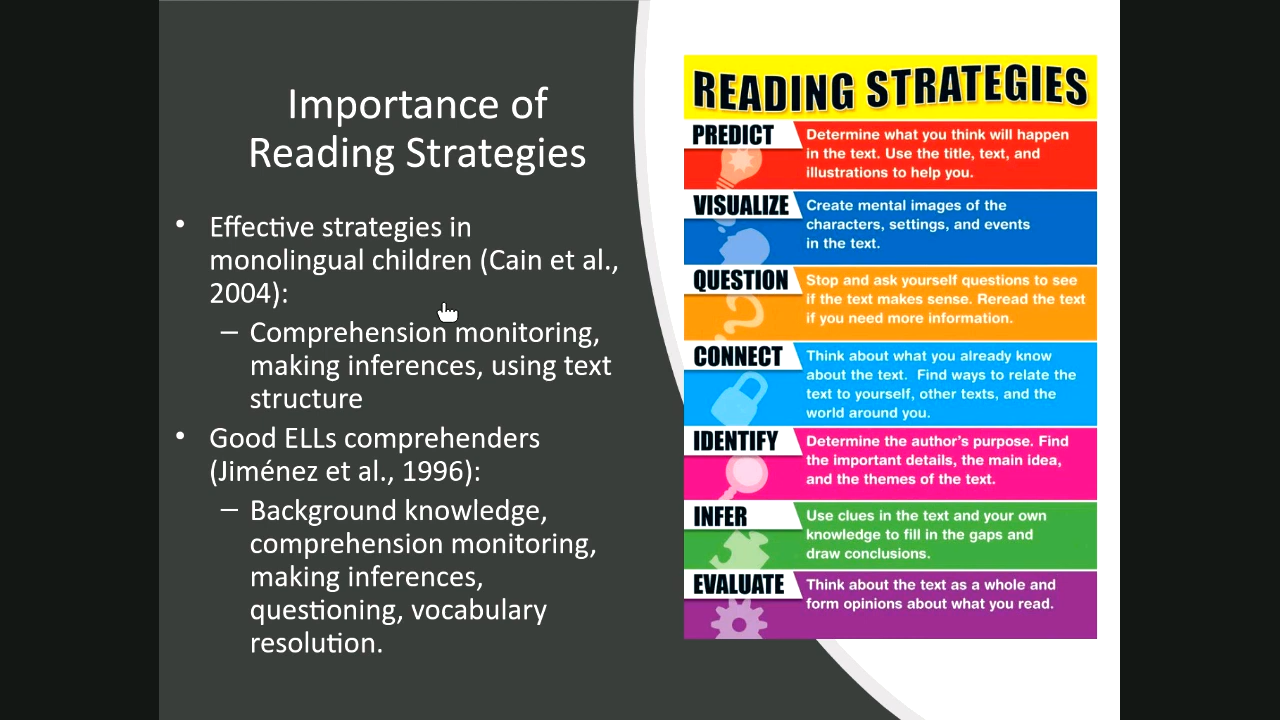 Importance of
Reading Strategies
• Effective strategies in
monolingual children (Cain et al.,
2004):
– Comprehension monitoring,
making inferences, using text
structure
• Good ELLs comprehenders
(Jiménez et al., 1996):
– Background knowledge,
comprehension monitoring,
making inferences,
questioning, vocabulary
resolution.
READING STRATEGIES
PREDICT
Determine what you think will happen
in the text. Use the title, text, and
illustrations to help you.
VISUALIZE
Create mental images of the
characters, settings, and events
in the text.
QUESTION
Stop and ask yourself questions to see
if the text makes sense. Reread the text
if you need more information.
CONNECT
Think about what you already know
about the text. Find ways to relate the
text to yourself, other texts, and the
world around you.
IDENTIFY
Determine the author's purpose. Find
the important details, the main idea,
and the themes of the text.
INFER
Use clues in the text and your own
knowledge to fill in the gaps and
draw conclusions.
EVALUATE
Think about the text as a whole and
form opinions about what you read.